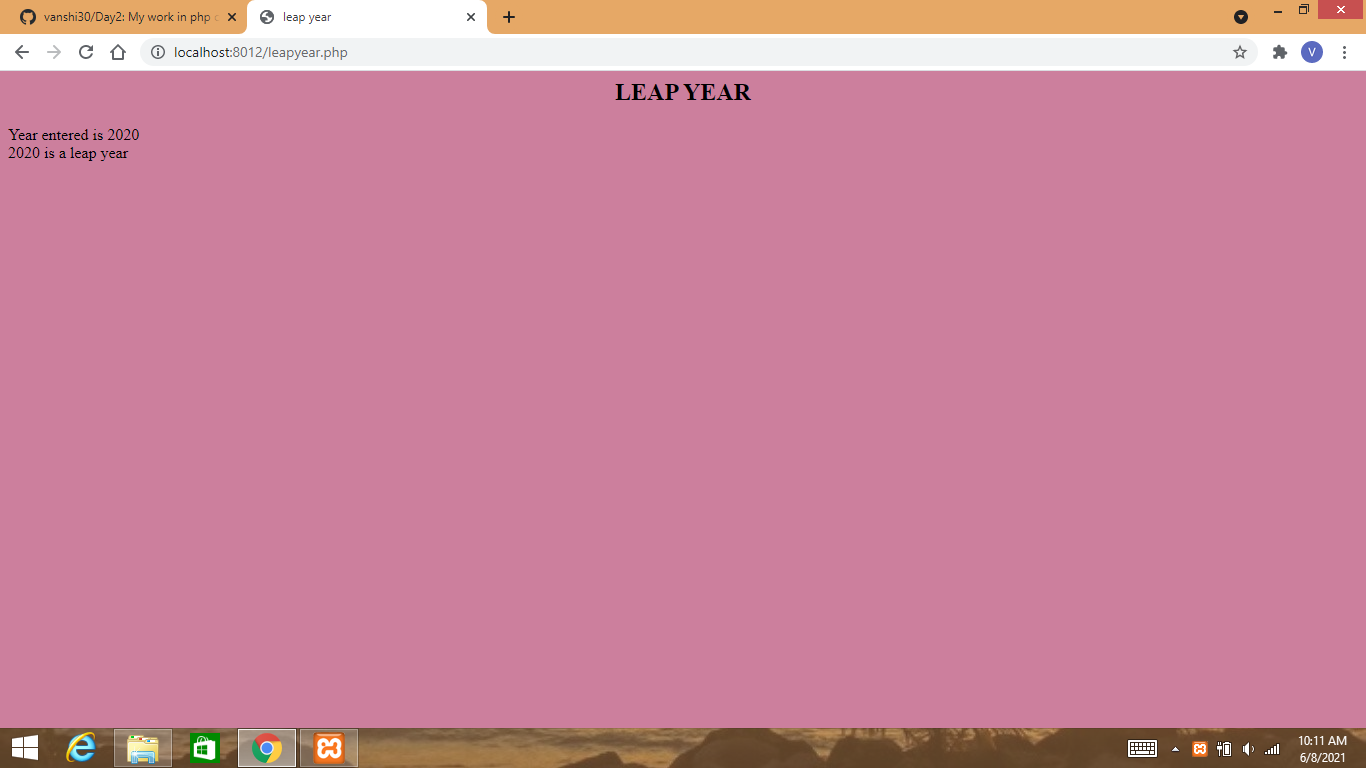 vanshi30/Day2: My work in php
leap year
localhost:8012/leapyear.php
V
LEAP YEAR
Year entered is 2020
2020 is a leap year
10:11 AM
6/8/2021